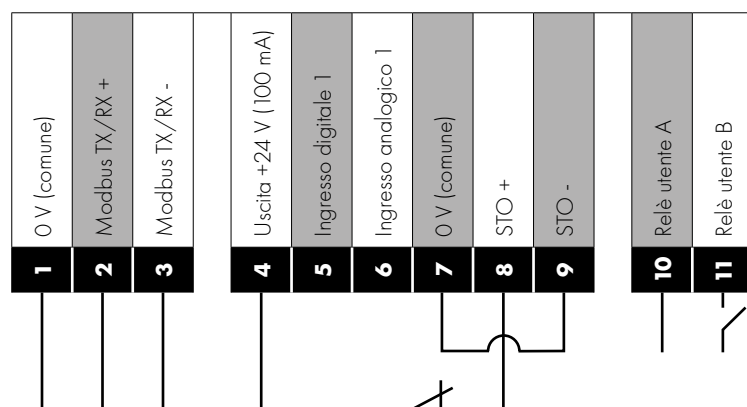 0 V (comune)
Modbus TX/RX +
Modbus TX/RX -
Uscita +24 V (100 mA)
Ingresso digitale 1
Ingresso analogico 1
0 V (comune)
STO +
STO -
Relè utente A
Relè utente B
1
2
3
4
5
6
7
8
9
10
11